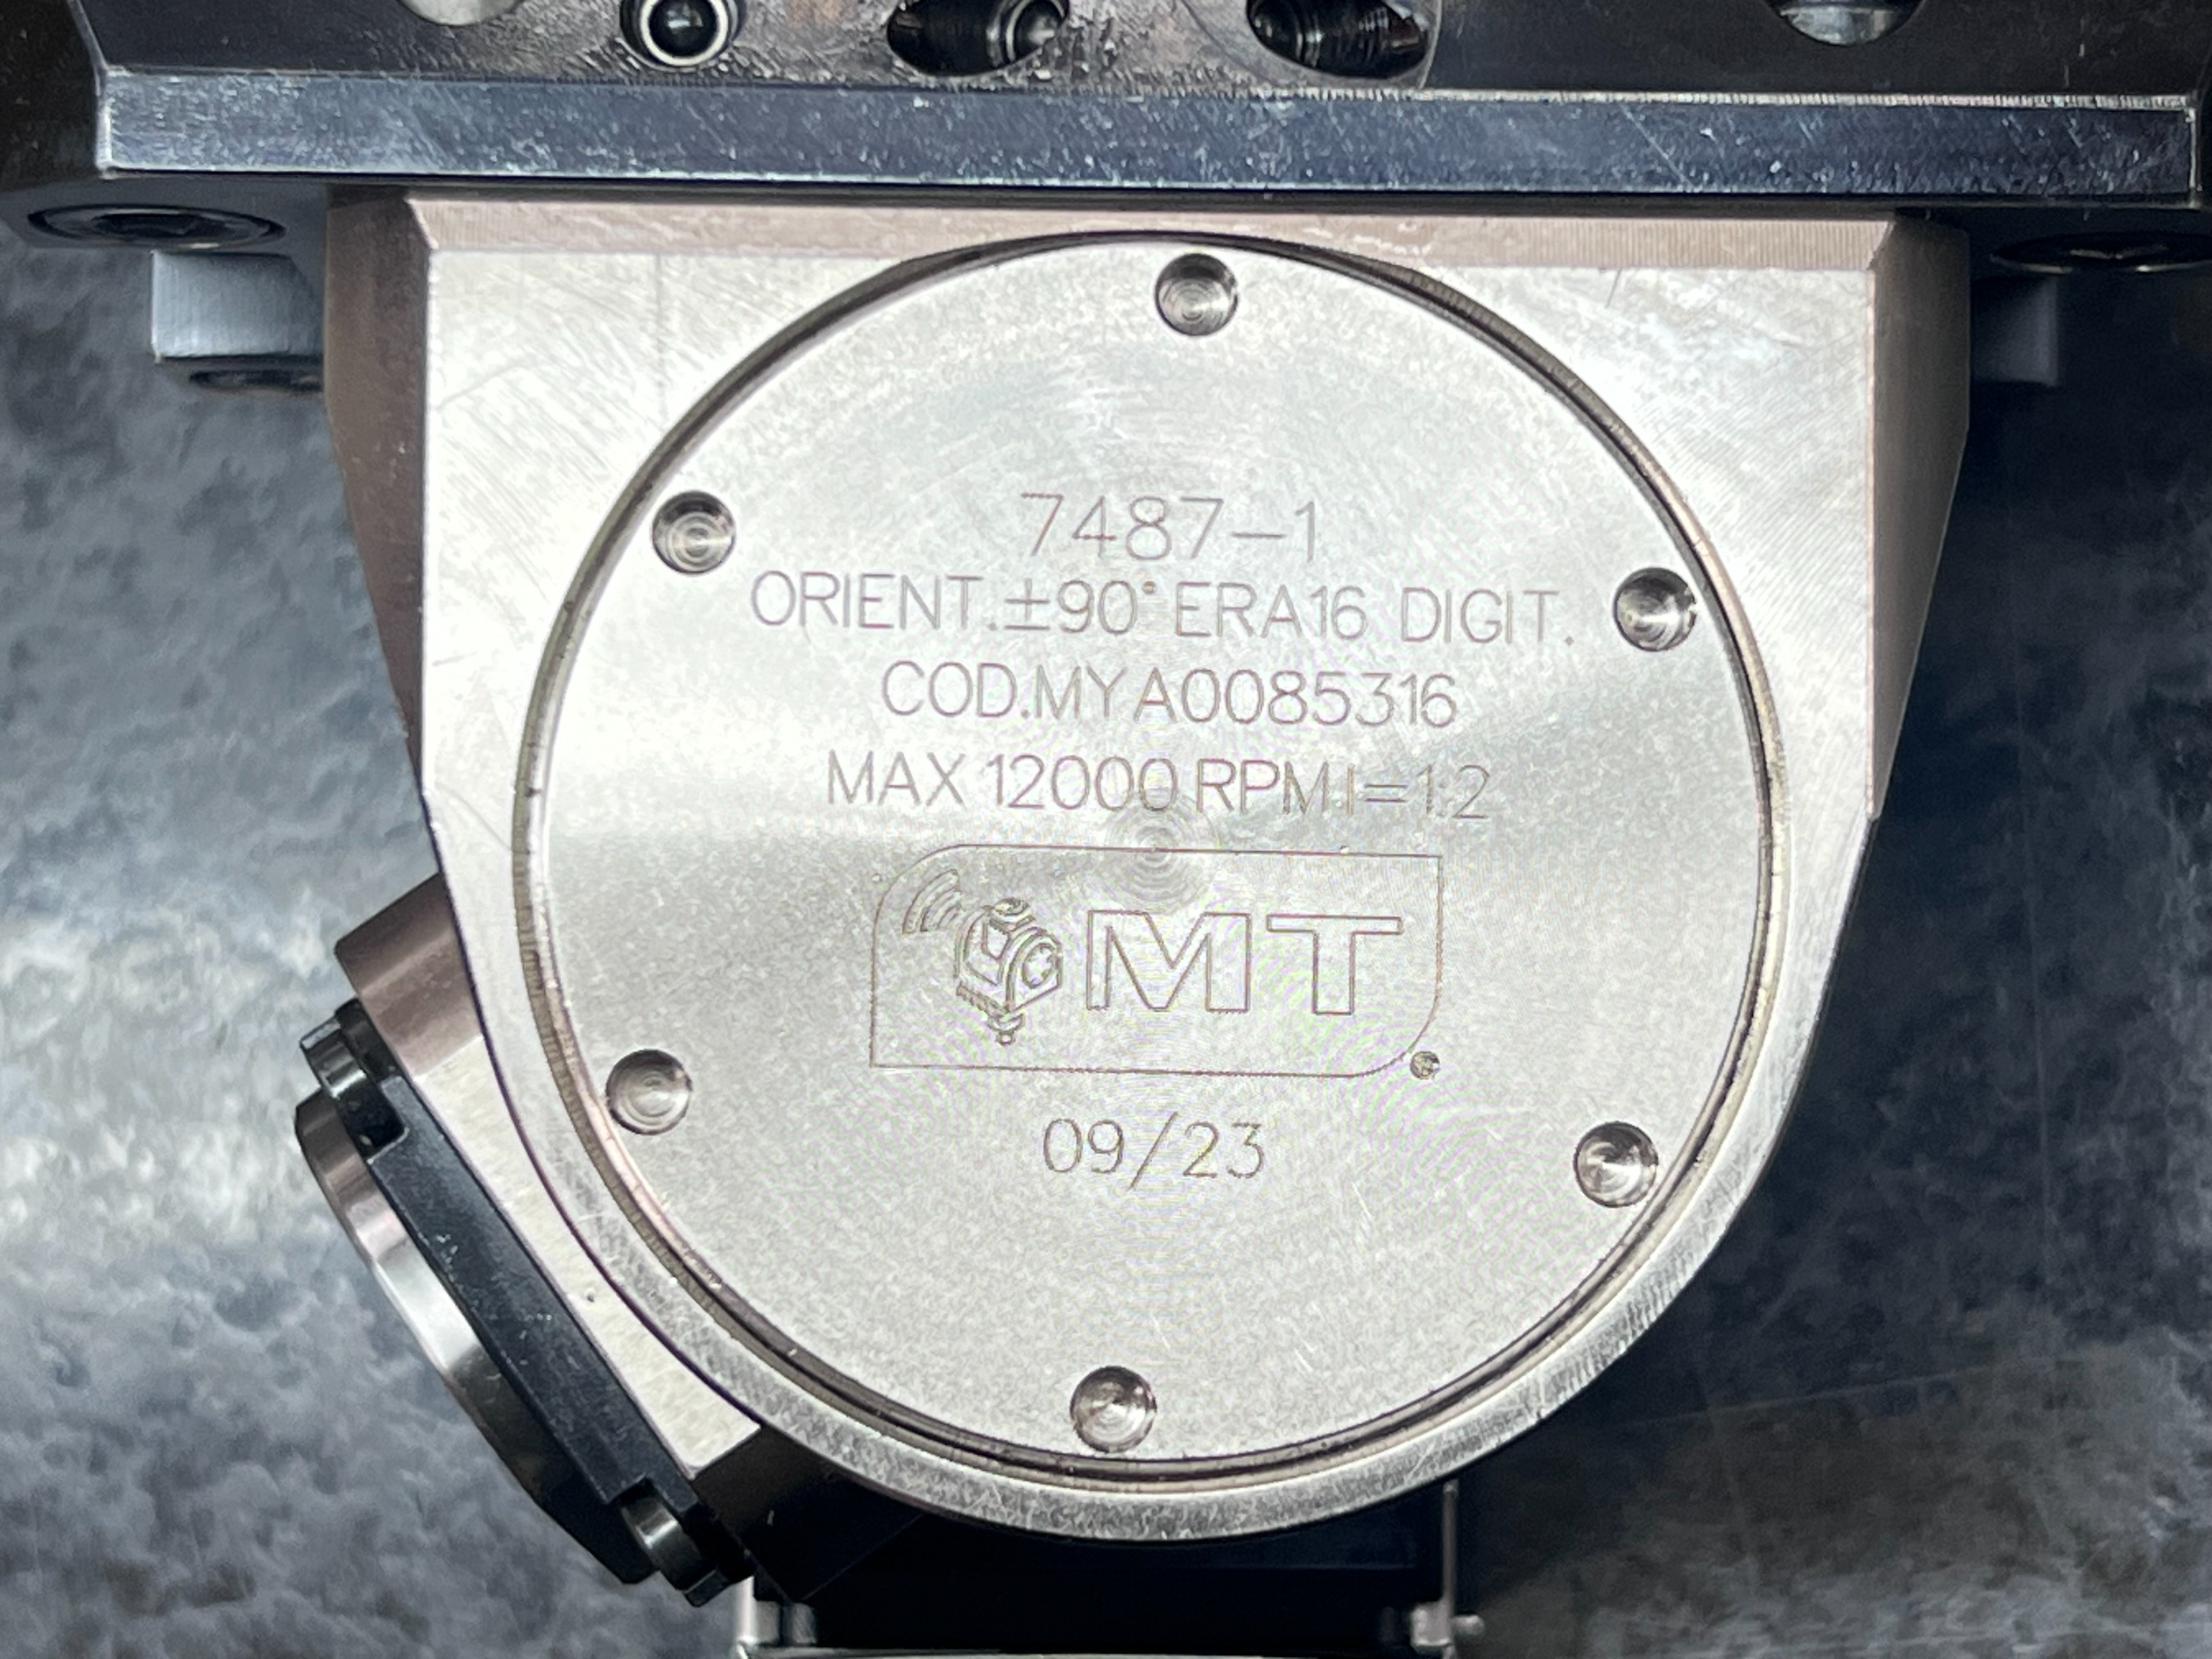 7487-1
ORIENT.±90° ERA16 DIGIT.
COD.MYA0085316
MAX 12000 RPM I=1:2
MT
09/23